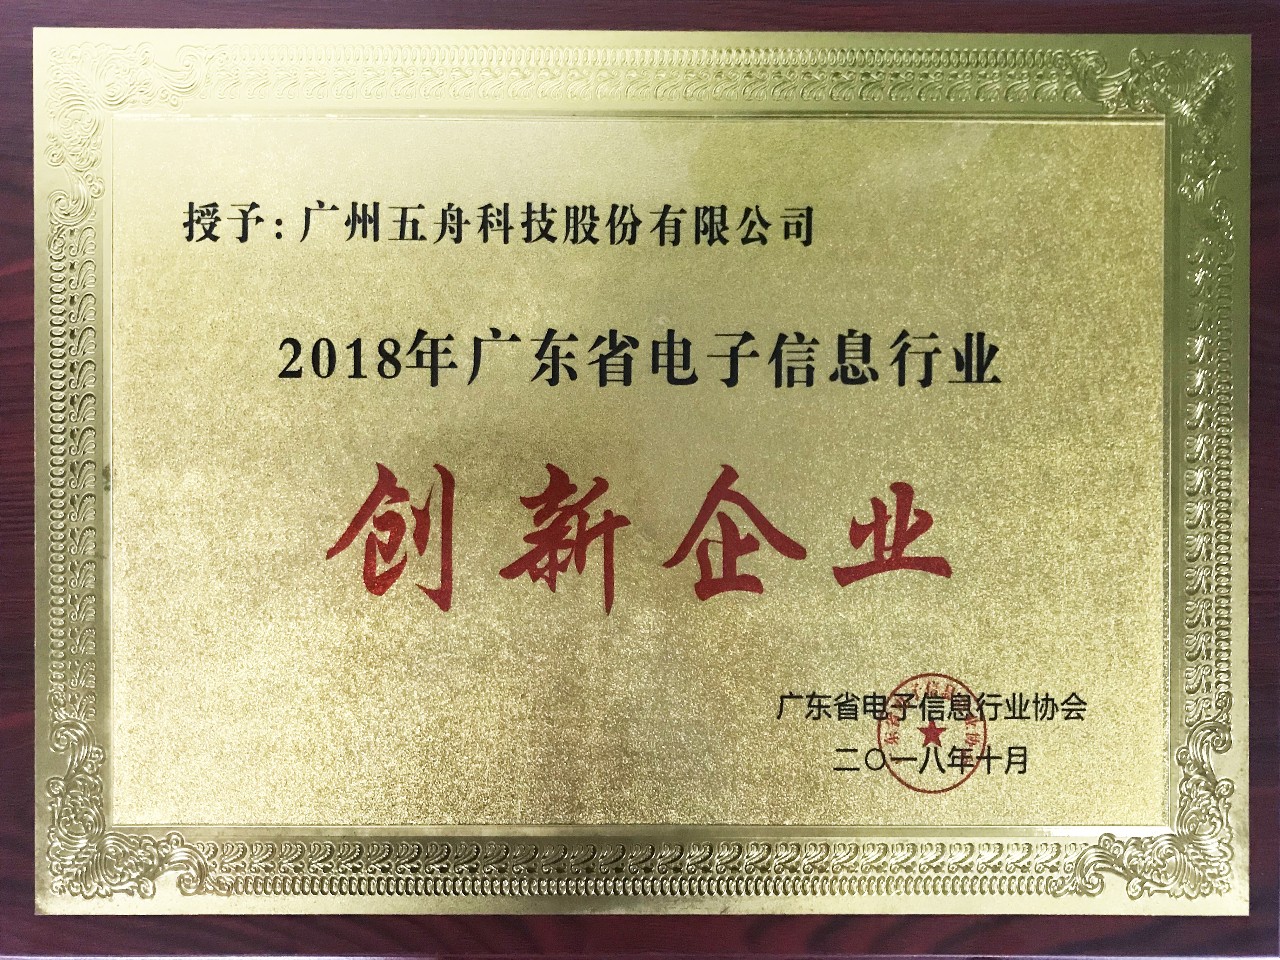 授予:广州五舟科技股份有限公司
2018年广东省电子信息行业
创新企业
广东省电子信息行业协会
二〇一八年十月